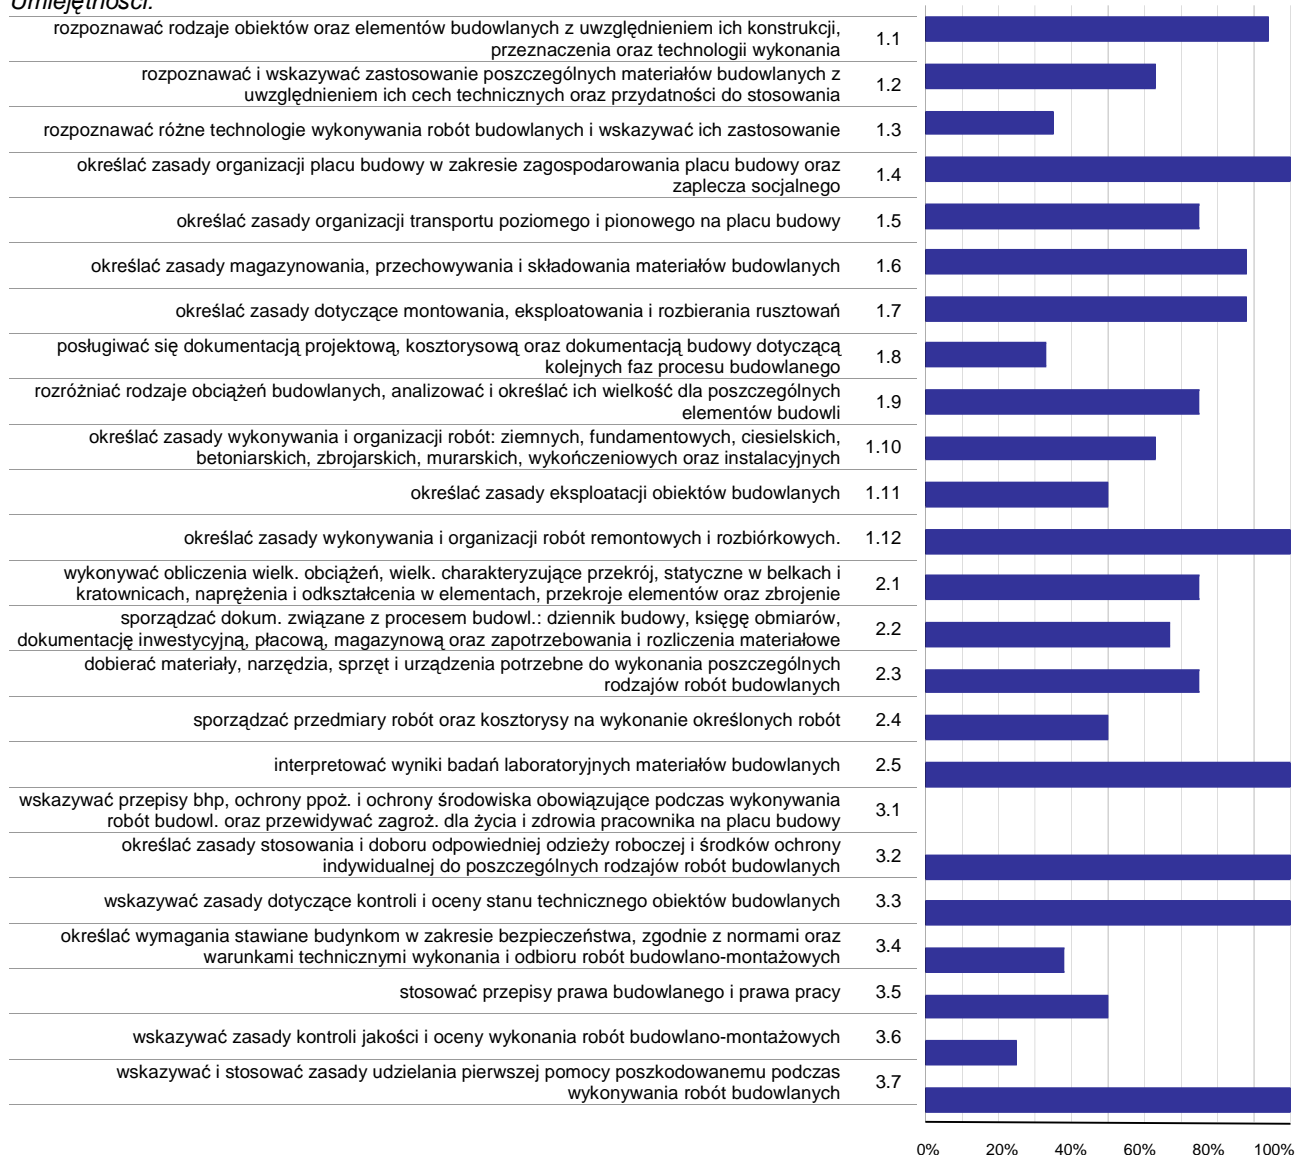 Umiejętności:
rozpoznawać rodzaje obiektów oraz elementów budowlanych z uwzględnieniem ich konstrukcji,
przeznaczenia oraz technologii wykonania
1.1
rozpoznawać i wskazywać zastosowanie poszczególnych materiałów budowlanych z
uwzględnieniem ich cech technicznych oraz przydatności do stosowania
1.2
rozpoznawać różne technologie wykonywania robót budowlanych i wskazywać ich zastosowanie 1.3
określać zasady organizacji placu budowy w zakresie zagospodarowania placu budowy oraz
zaplecza socjalnego
1.4
określać zasady organizacji transportu poziomego i pionowego na placu budowy 1.5
określać zasady magazynowania, przechowywania i składowania materiałów budowlanych 1.6
określać zasady dotyczące montowania, eksploatowania i rozbierania rusztowań 1.7
posługiwać się dokumentacją projektową, kosztorysową oraz dokumentacją budowy dotyczącą
kolejnych faz procesu budowlanego
1.8
rozróżniać rodzaje obciążeń budowlanych, analizować i określać ich wielkość dla poszczególnych
elementów budowli
1.9
określać zasady wykonywania i organizacji robót: ziemnych, fundamentowych, ciesielskich,
betoniarskich, zbrojarskich, murarskich, wykończeniowych oraz instalacyjnych
1.10
określać zasady eksploatacji obiektów budowlanych 1.11
określać zasady wykonywania i organizacji robót remontowych i rozbiórkowych. 1.12
wykonywać obliczenia wielk. obciążeń, wielk. charakteryzujące przekrój, statyczne w belkach i
kratownicach, naprężenia i odkształcenia w elementach, przekroje elementów oraz zbrojenie
2.1
sporządzać dokum. związane z procesem budowl.: dziennik budowy, księgę obmiarów,
dokumentację inwestycyjną, płacową, magazynową oraz zapotrzebowania i rozliczenia materiałowe
2.2
dobierać materiały, narzędzia, sprzęt i urządzenia potrzebne do wykonania poszczególnych
rodzajów robót budowlanych
2.3
sporządzać przedmiary robót oraz kosztorysy na wykonanie określonych robót 2.4
interpretować wyniki badań laboratoryjnych materiałów budowlanych 2.5
wskazywać przepisy bhp, ochrony ppoż. i ochrony środowiska obowiązujące podczas wykonywania
robót budowl. oraz przewidywać zagroż. dla życia i zdrowia pracownika na placu budowy
3.1
określać zasady stosowania i doboru odpowiedniej odzieży roboczej i środków ochrony
indywidualnej do poszczególnych rodzajów robót budowlanych
3.2
wskazywać zasady dotyczące kontroli i oceny stanu technicznego obiektów budowlanych 3.3
określać wymagania stawiane budynkom w zakresie bezpieczeństwa, zgodnie z normami oraz
warunkami technicznymi wykonania i odbioru robót budowlano-montażowych
3.4
stosować przepisy prawa budowlanego i prawa pracy 3.5
wskazywać zasady kontroli jakości i oceny wykonania robót budowlano-montażowych 3.6
wskazywać i stosować zasady udzielania pierwszej pomocy poszkodowanemu podczas
wykonywania robót budowlanych
3.7
0% 20% 40% 60% 80% 100%